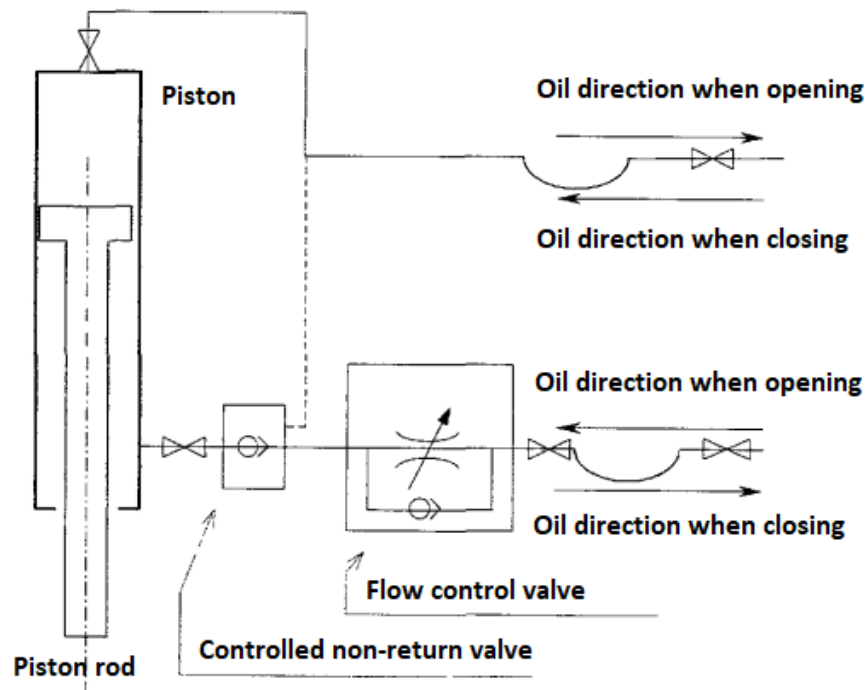 Piston
Oil direction when opening
Oil direction when closing
Oil direction when opening
Oil direction when closing
Flow control valve
Controlled non-return valve
Piston rod